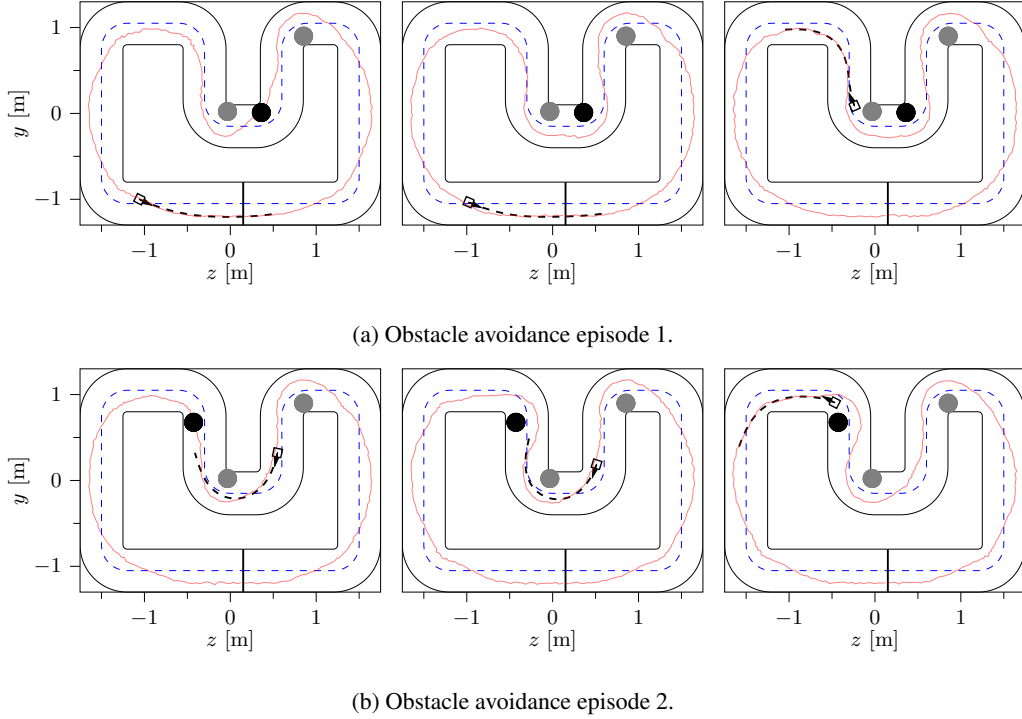 1
0
−1
y [m]
−1 0 1 −1 0 1 −1 0 1
z [m] z [m] z [m]
(a) Obstacle avoidance episode 1.
1
0
−1
y [m]
−1 0 1 −1 0 1 −1 0 1
z [m] z [m] z [m]
(b) Obstacle avoidance episode 2.